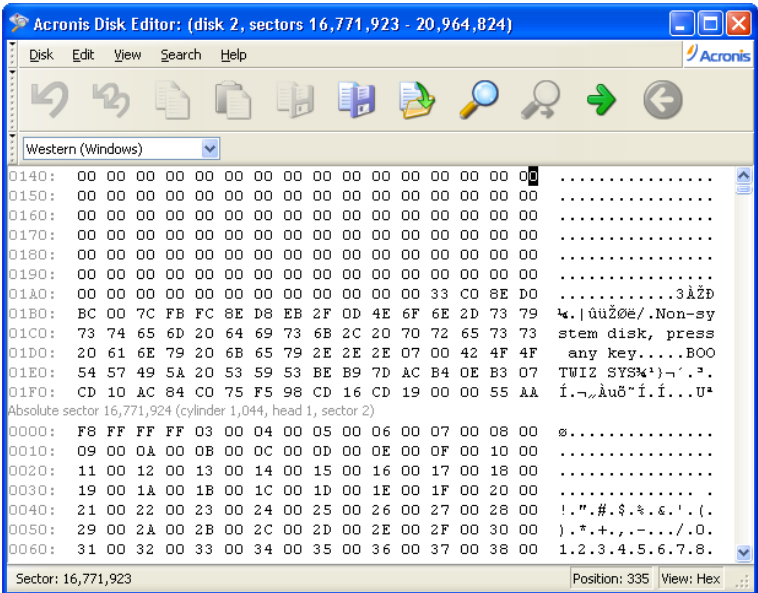 Acronis Disk Editor: (disk 2, sectors 16,771,923 - 20,964,824)
Disk Edit View Search Help Acronis
Western (Windows)
0140: 00 00 00 00 00 00 00 00 00 00 00 00 00 00 00 00 ................
0150: 00 00 00 00 00 00 00 00 00 00 00 00 00 00 00 00 ................
0160: 00 00 00 00 00 00 00 00 00 00 00 00 00 00 00 00 ................
0170: 00 00 00 00 00 00 00 00 00 00 00 00 00 00 00 00 ................
0180: 00 00 00 00 00 00 00 00 00 00 00 00 00 00 00 00 ................
0190: 00 00 00 00 00 00 00 00 00 00 00 00 00 00 00 00 ................
01A0: 00 00 00 00 00 00 00 00 00 00 00 00 33 C0 8E D0 ............3ÀŽÐ
01B0: BC 00 7C FB FC 8E D8 EB 2F 0D 4E 6F 6E 2D 73 79 ¼.|ûüŽØë/.Non-sy
01C0: 73 74 65 6D 20 64 69 73 6B 2C 20 70 72 65 73 73 stem disk, press
01D0: 20 61 6E 79 20 6B 65 79 2E 2E 2E 07 00 42 4F 4F any key.....BOO
01E0: 54 57 49 5A 20 53 59 53 BE B9 7D AC B4 0E B3 07 TWIZ SYS¾¹}¬´.³.
01F0: CD 10 AC 84 C0 75 F5 98 CD 16 CD 19 00 00 55 AA Í.¬„Àuõ˜Í.Í...Uª
Absolute sector 16,771,924 (cylinder 1,044, head 1, sector 2)
0000: F8 FF FF FF 03 00 04 00 05 00 06 00 07 00 08 00 ø...............
0010: 09 00 0A 00 0B 00 0C 00 0D 00 0E 00 0F 00 10 00 ................
0020: 11 00 12 00 13 00 14 00 15 00 16 00 17 00 18 00 ................
0030: 19 00 1A 00 1B 00 1C 00 1D 00 1E 00 1F 00 20 00 .............. .
0040: 21 00 22 00 23 00 24 00 25 00 26 00 27 00 28 00 !.".#.$.%.&.'.(.
0050: 29 00 2A 00 2B 00 2C 00 2D 00 2E 00 2F 00 30 00 ).*.+.,.-.../.0.
0060: 31 00 32 00 33 00 34 00 35 00 36 00 37 00 38 00 1.2.3.4.5.6.7.8.
Sector: 16,771,923 Position: 335 View: Hex